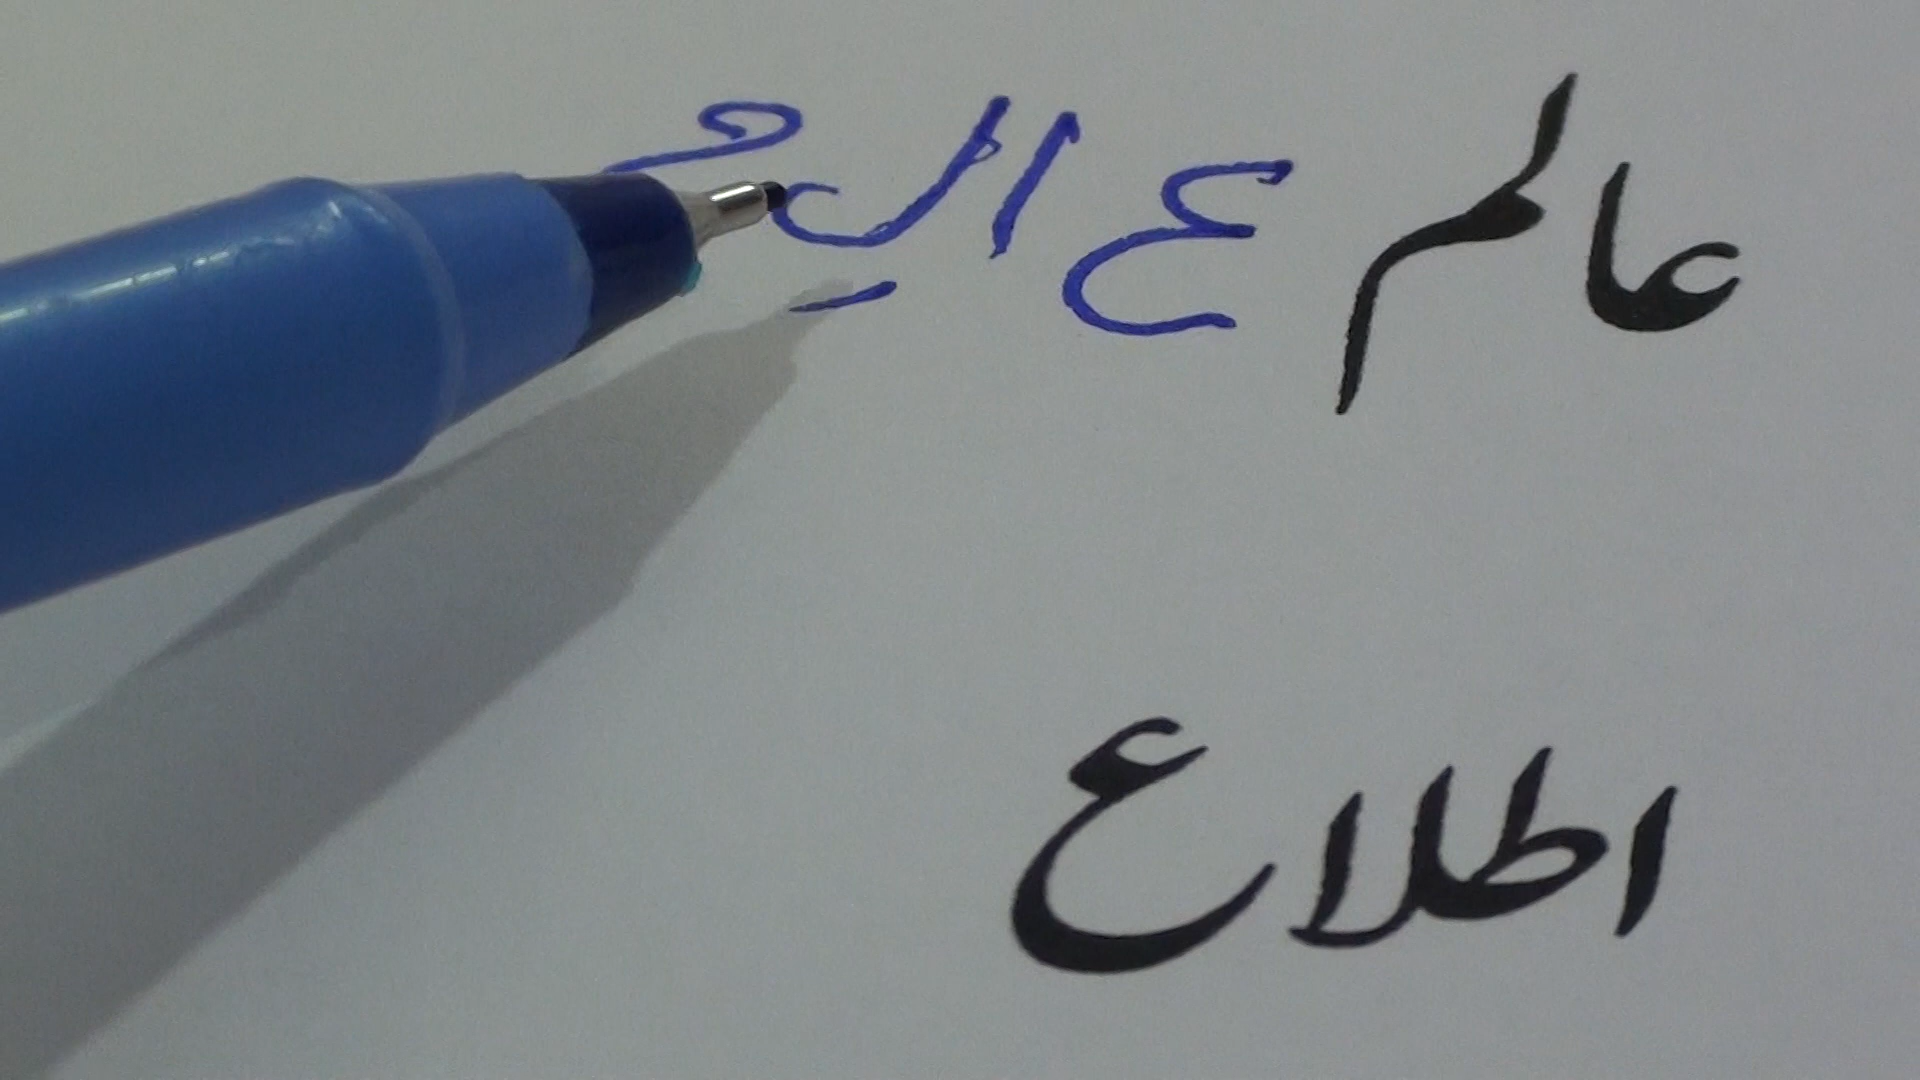 عالم ع ا لِ م
اطلاع